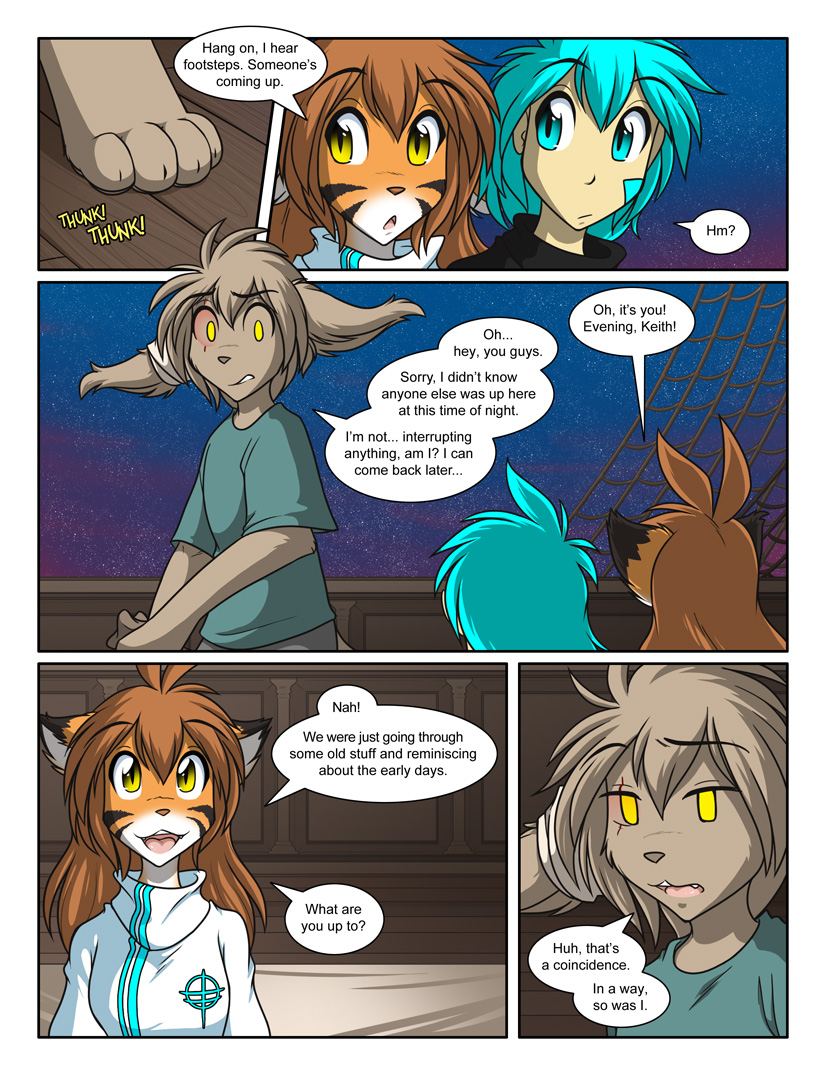 Hang on, I hear
footsteps. Someone's
coming up.
THUNK!
THUNK!
Hm?
Oh...
hey, you guys.
Sorry, I didn't know
anyone else was up here
at this time of night.
I'm not... interrupting
anything, am I? I can
come back later...
Oh, it's you!
Evening, Keith!
Nah!
We were just going through
some old stuff and reminiscing
about the early days.
What are
you up to?
Huh, that's
a coincidence.
In a way,
so was I.